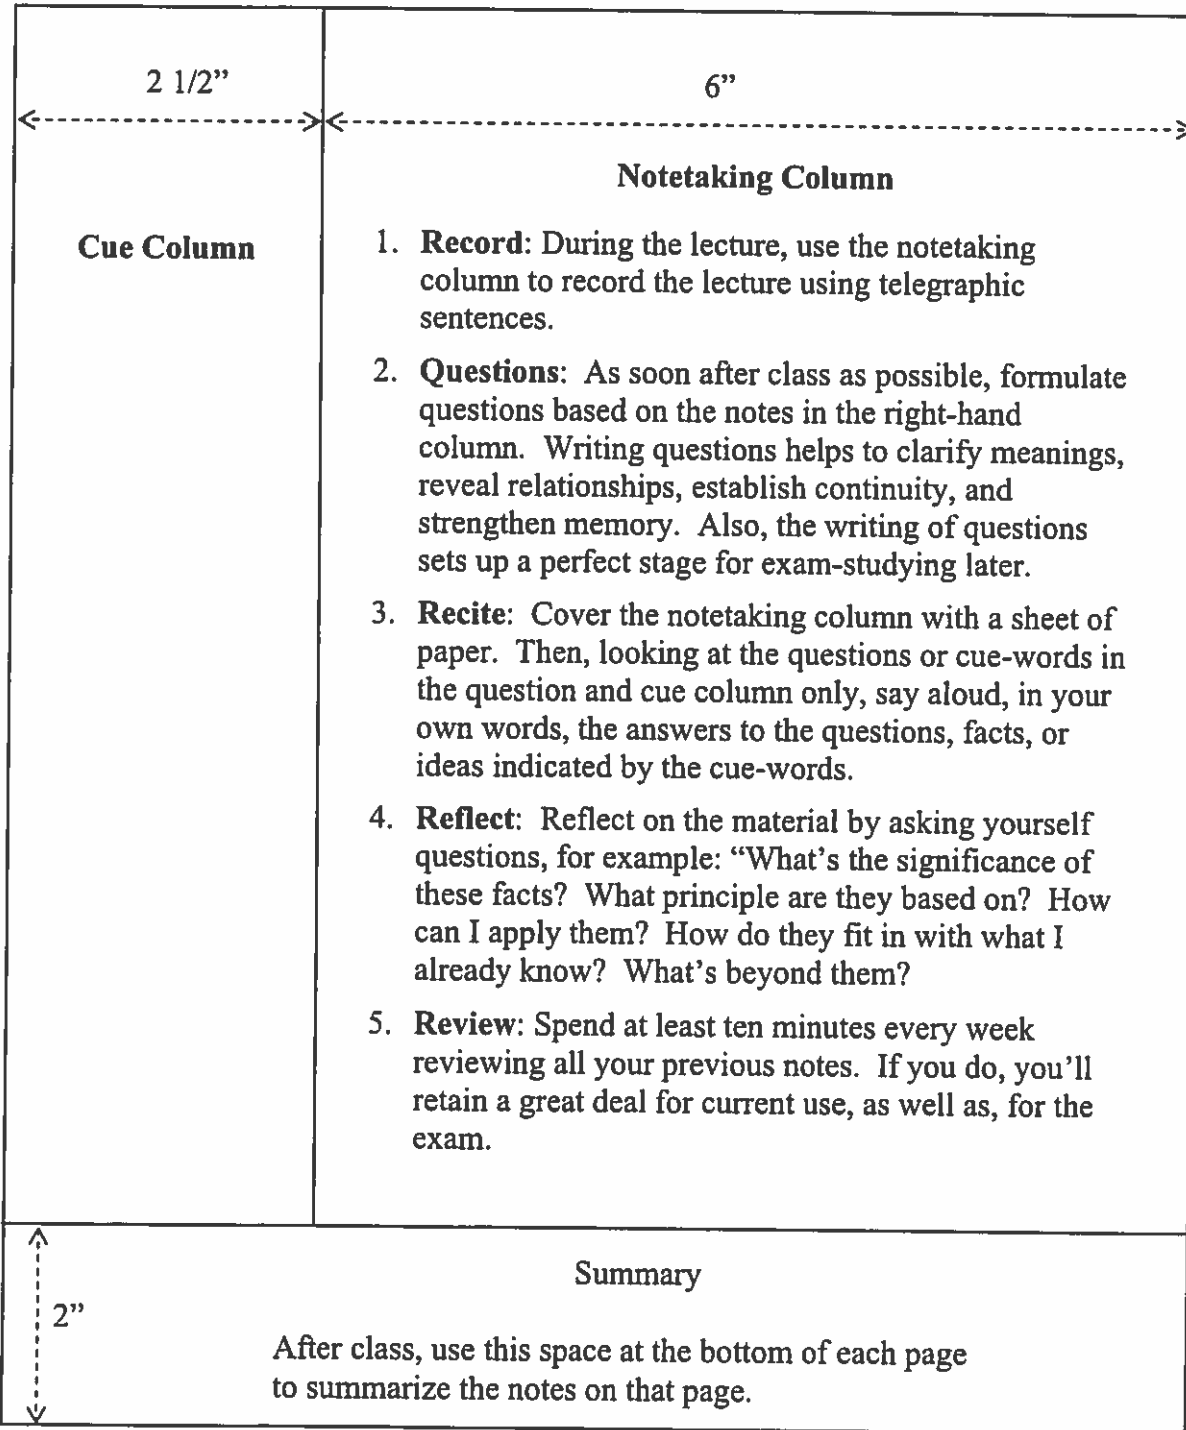 2 1/2”
6”
Notetaking Column
Cue Column
1. Record: During the lecture, use the notetaking
column to record the lecture using telegraphic
sentences.
2. Questions: As soon after class as possible, formulate
questions based on the notes in the right-hand
column. Writing questions helps to clarify meanings,
reveal relationships, establish continuity, and
strengthen memory. Also, the writing of questions
sets up a perfect stage for exam-studying later.
3. Recite: Cover the notetaking column with a sheet of
paper. Then, looking at the questions or cue-words in
the question and cue column only, say aloud, in your
own words, the answers to the questions, facts, or
ideas indicated by the cue-words.
4. Reflect: Reflect on the material by asking yourself
questions, for example: “What’s the significance of
these facts? What principle are they based on? How
can I apply them? How do they fit in with what I
already know? What’s beyond them?
5. Review: Spend at least ten minutes every week
reviewing all your previous notes. If you do, you’ll
retain a great deal for current use, as well as, for the
exam.
Summary
2”
After class, use this space at the bottom of each page
to summarize the notes on that page.